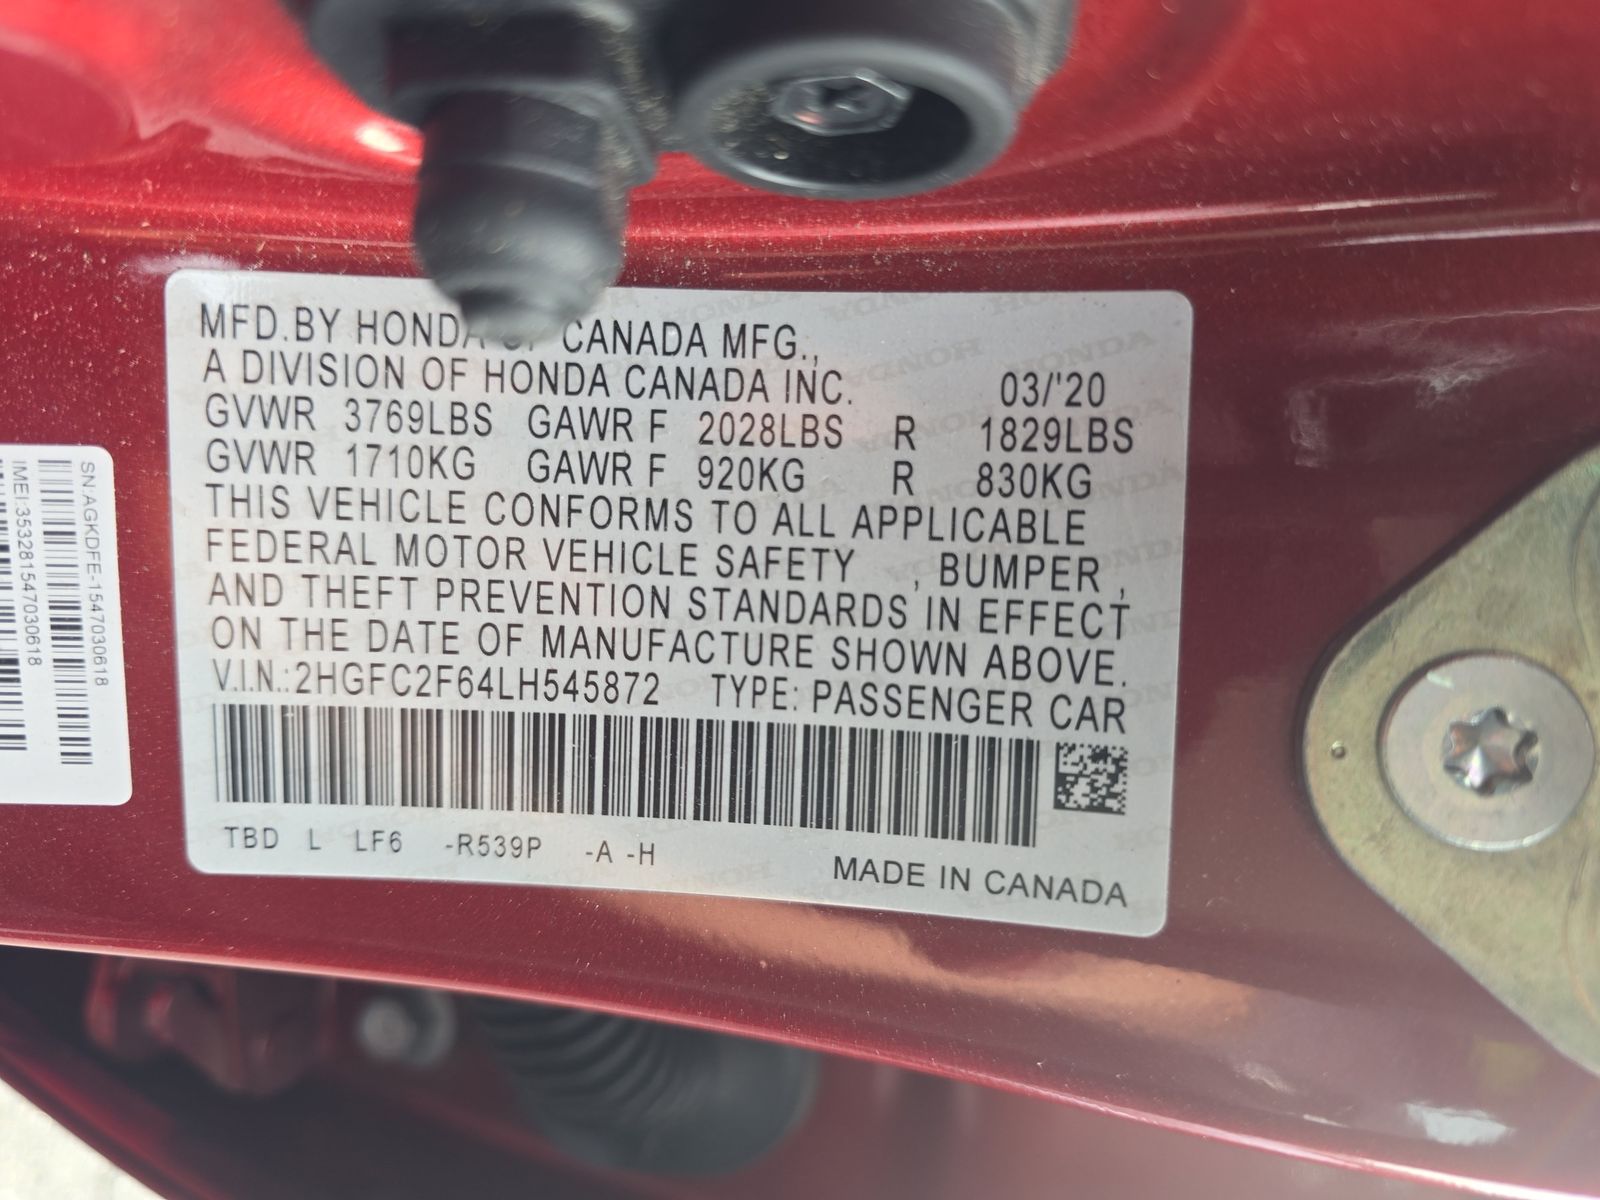 MFD.BY HONDA OF CANADA MFG.,
A DIVISION OF HONDA CANADA INC. 03/'20
GVWR 3769LBS GAWR F 2028LBS R 1829LBS
GVWR 1710KG GAWR F 920KG R 830KG
THIS VEHICLE CONFORMS TO ALL APPLICABLE
FEDERAL MOTOR VEHICLE SAFETY , BUMPER ,
AND THEFT PREVENTION STANDARDS IN EFFECT
ON THE DATE OF MANUFACTURE SHOWN ABOVE.
V.I.N.:2HGFC2F64LH545872 TYPE: PASSENGER CAR
TBD L LF6 -R539P -A -H
MADE IN CANADA
SN:AGKDFE-1547030618
IMEI:353281547030618